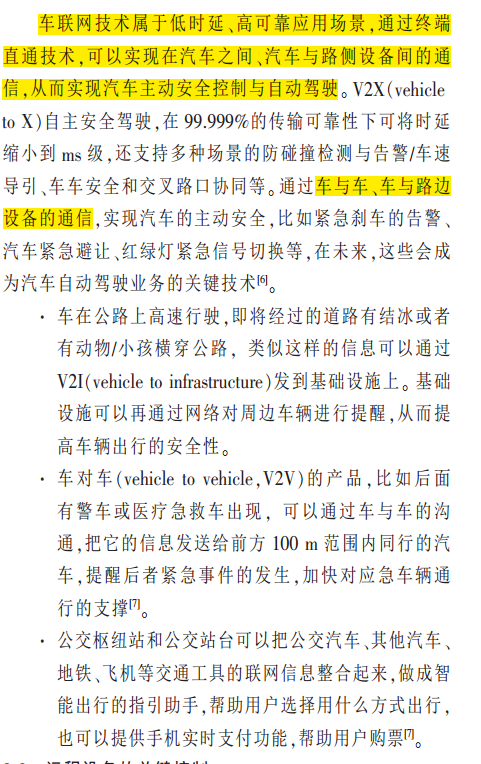 车联网技术属于低时延、高可靠应用场景,通过终端
直通技术,可以实现在汽车之间、汽车与路侧设备间的通
信,从而实现汽车主动安全控制与自动驾驶。V2X(vehicle
to X)自主安全驾驶,在 99.999%的传输可靠性下可将时延
缩小到 ms 级,还支持多种场景的防碰撞检测与告警/车速
导引、车车安全和交叉路口协同等。通过车与车、车与路边
设备的通信,实现汽车的主动安全,比如紧急刹车的告警、
汽车紧急避让、红绿灯紧急信号切换等,在未来,这些会成
为汽车自动驾驶业务的关键技术[6]。
· 车在公路上高速行驶,即将经过的道路有结冰或者
有动物/小孩横穿公路, 类似这样的信息可以通过
V2I(vehicle to infrastructure)发到基础设施上。基础
设施可以再通过网络对周边车辆进行提醒,从而提
高车辆出行的安全性。
· 车对车(vehicle to vehicle,V2V)的产品,比如后面
有警车或医疗急救车出现, 可以通过车与车的沟
通,把它的信息发送给前方 100 m 范围内同行的汽
车,提醒后者紧急事件的发生,加快对应急车辆通
行的支撑[7]。
· 公交枢纽站和公交站台可以把公交汽车、其他汽车、
地铁、飞机等交通工具的联网信息整合起来,做成智
能出行的指引助手,帮助用户选择用什么方式出行,
也可以提供手机实时支付功能,帮助用户购票[7]。